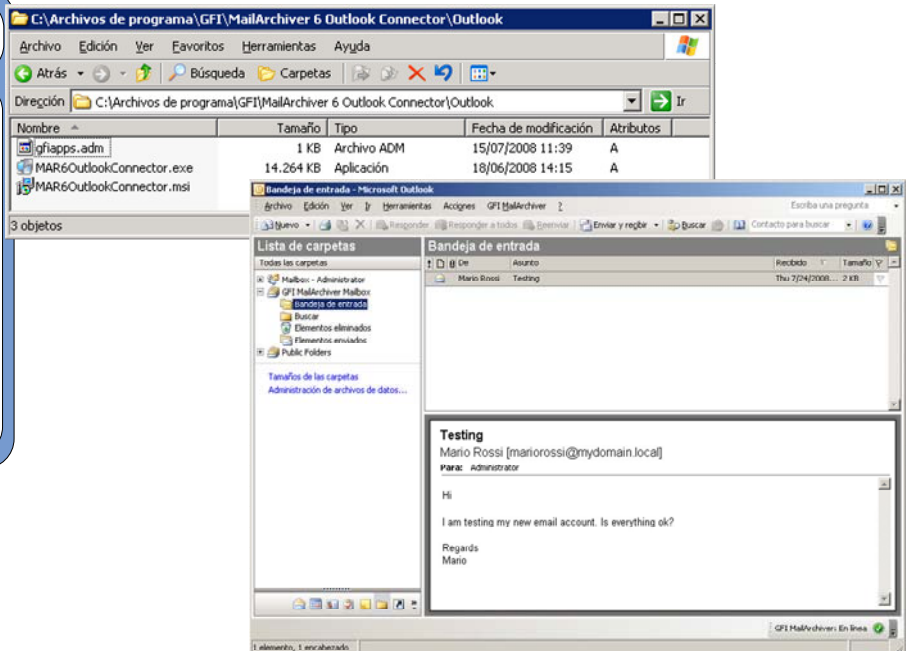 C:\Archivos de programa\GFI\MailArchiver 6 Outlook Connector\Outlook
Archivo Edición Ver Favoritos Herramientas Ayuda
Atrás Búsqueda Carpetas
Dirección C:\Archivos de programa\GFI\MailArchiver 6 Outlook Connector\Outlook Ir
Nombre Tamaño Tipo Fecha de modificación Atributos
gfiapps.adm 1 KB Archivo ADM 15/07/2008 11:39 A
MAR6OutlookConnector.exe 14.264 KB Aplicación 18/06/2008 14:15 A
MAR6OutlookConnector.msi
3 objetos
Bandeja de entrada - Microsoft Outlook
Archivo Edición Ver Ir Herramientas Acciones GFI MailArchiver ? Escriba una pregunta
Nuevo Responder Responder a todos Reenviar Enviar y recibir Buscar Contacto para buscar
Lista de carpetas
Todas las carpetas
Mailbox - Administrator
GFI MailArchiver Mailbox
Bandeja de entrada
Buscar
Elementos eliminados
Elementos enviados
Public Folders
Tamaños de las carpetas
Administración de archivos de datos...
Bandeja de entrada
De Asunto Recibido Tamaño
Mario Rossi Testing Thu 7/24/2008... 2 KB
Testing
Mario Rossi [mariorossi@mydomain.local]
Para: Administrator
Hi
I am testing my new email account. Is everything ok?
Regards
Mario
GFI MailArchiver: En línea
1 elemento, 1 encabezado